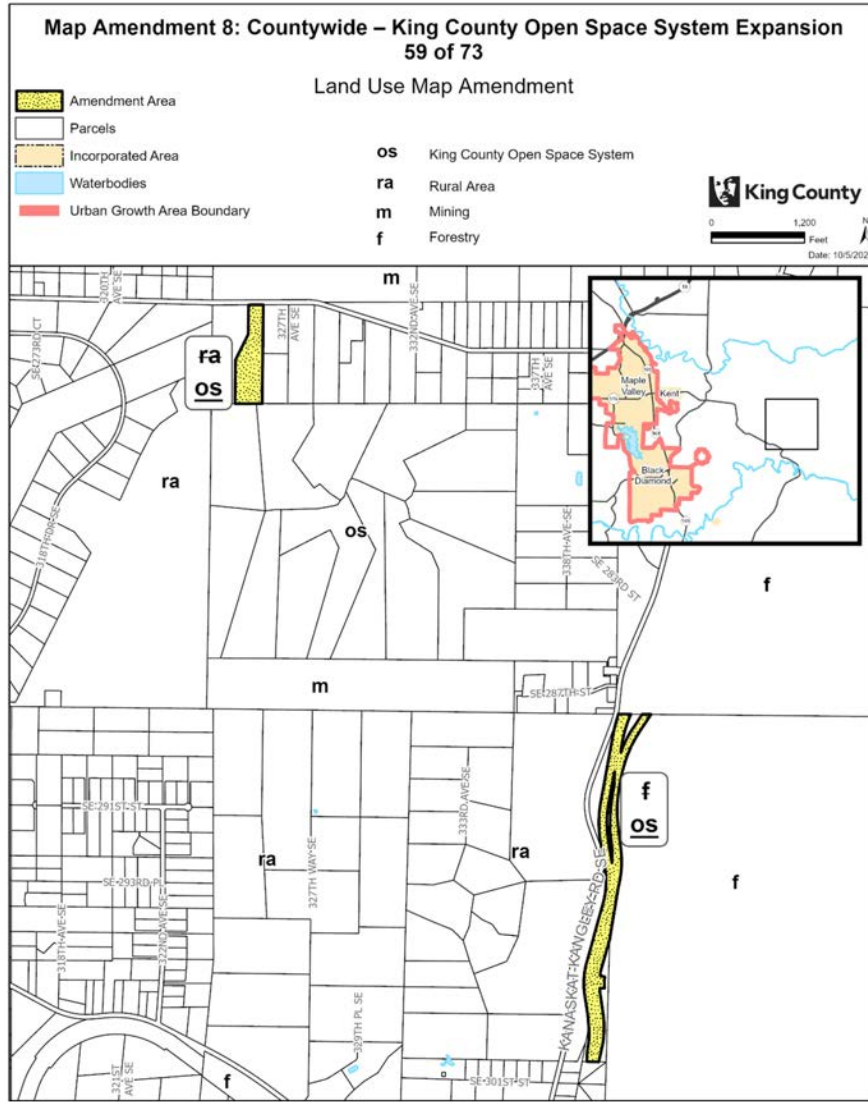 Map Amendment 8: Countywide – King County Open Space System Expansion
59 of 73
Land Use Map Amendment
Amendment Area
Parcels
Incorporated Area
Waterbodies
Urban Growth Area Boundary
os King County Open Space System
ra Rural Area
m Mining
f Forestry
King County
0 1,200
Feet
N
Date: 10/5/202
m
320TH
AVE SE
327TH
AVE SE
332ND AVE SE
337TH
AVE SE
SE 273RD CT
ra
os
318TH DR SE
ra
os
338TH AVE SE
SE 283RD ST
f
Maple
Valley
Kent
Black
Diamond
m
SE 287TH ST
f
os
SE 291ST ST
SE 293RD PL
318TH AVE SE
322ND AVE SE
ra
327TH WAY SE
333RD AVE SE
ra
KANASKAT KANGLEY RD SE
f
321ST
AVE SE
f
329TH PL SE
SE 301ST ST